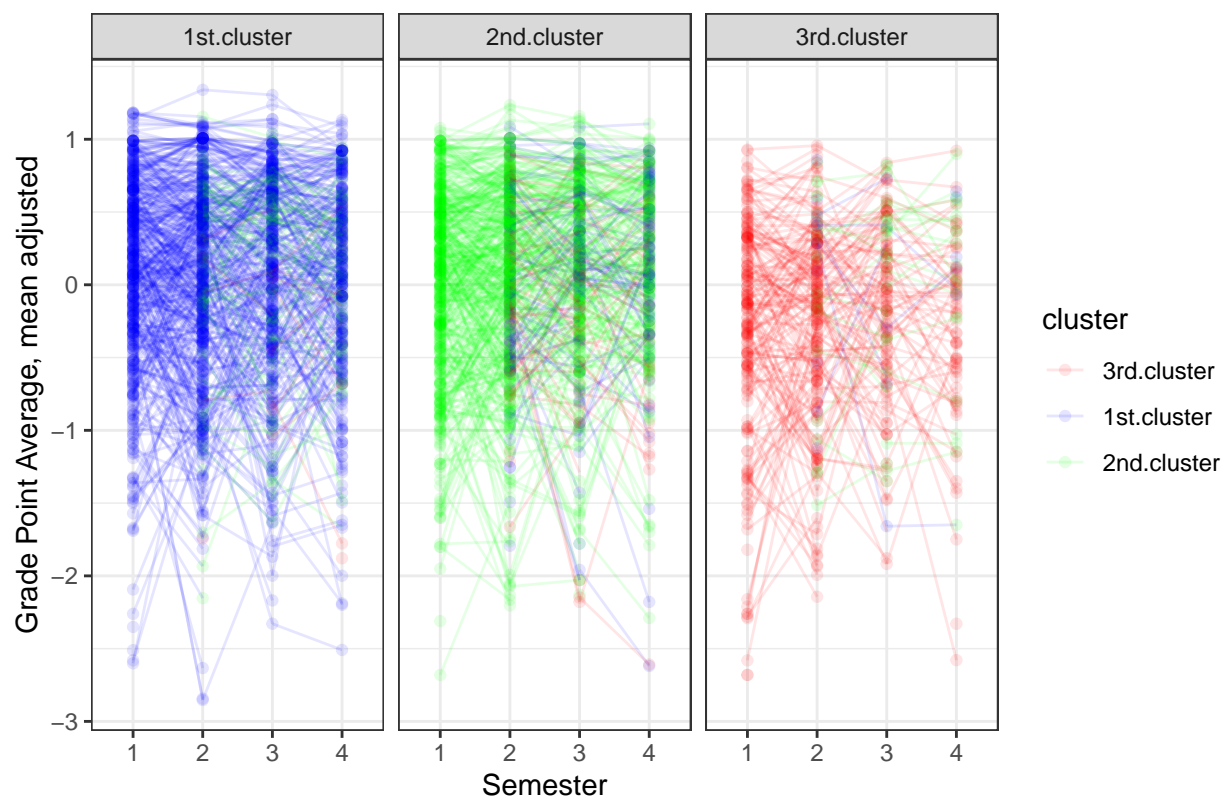 1st.cluster 2nd.cluster 3rd.cluster
Grade Point Average, mean adjusted
1
0
−1
−2
−3
1 2 3 4 1 2 3 4 1 2 3 4
Semester
cluster
3rd.cluster
1st.cluster
2nd.cluster